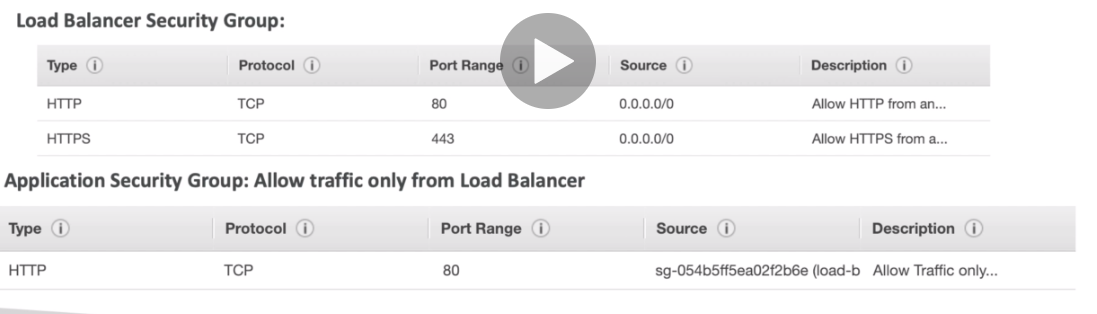 Load Balancer Security Group:
Type Protocol Port Range Source Description
HTTP TCP 80 0.0.0.0/0 Allow HTTP from an...
HTTPS TCP 443 0.0.0.0/0 Allow HTTPS from a...
Application Security Group: Allow traffic only from Load Balancer
Type Protocol Port Range Source Description
HTTP TCP 80 sg-054b5ff5ea02f2b6e (load-b Allow Traffic only...